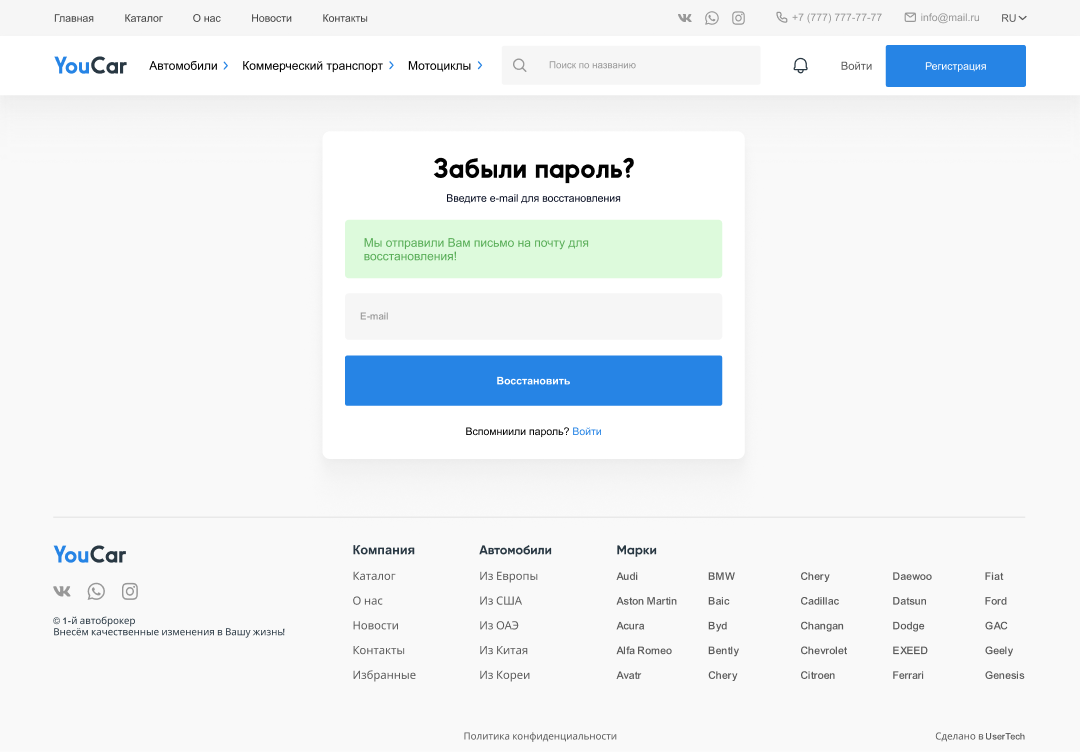 Главная Каталог О нас Новости Контакты +7 (777) 777-77-77 info@mail.ru RU
YouCar Автомобили Коммерческий транспорт Мотоциклы Поиск по названию Войти Регистрация
Забыли пароль?
Введите e-mail для восстановления
Мы отправили Вам письмо на почту для
восстановления!
E-mail
Восстановить
Вспомниили пароль? Войти
YouCar
© 1-й автоброкер
Внесём качественные изменения в Вашу жизнь!
Компания
Каталог
О нас
Новости
Контакты
Избранные
Автомобили
Из Европы
Из США
Из ОАЭ
Из Китая
Из Кореи
Марки
Audi BMW Chery Daewoo Fiat
Aston Martin Baic Cadillac Datsun Ford
Acura Byd Changan Dodge GAC
Alfa Romeo Bently Chevrolet EXEED Geely
Avatr Chery Citroen Ferrari Genesis
Политика конфиденциальности Сделано в UserTech